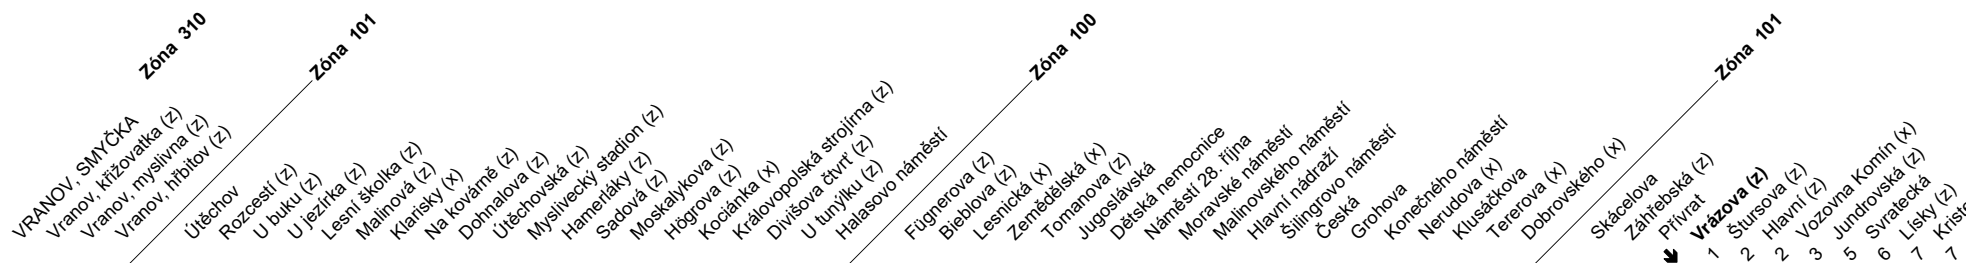 Zóna 310
VRANOV, SMYČKA
Vranov, křižovatka (z)
Vranov, myslivna (z)
Vranov, hřbitov (z)
Zóna 101
Útěchov
Rozcestí (z)
U buku (z)
U jezírka (z)
Lesní školka (z)
Malinová (z)
Klarisky (x)
Na kovárně (z)
Dohnalova (z)
Útěchovská (z)
Myslivecký stadion (z)
Hamerláky (z)
Sadová (z)
Moskalykova (z)
Högrova (z)
Kociánka (x)
Královopolská strojírna (z)
Divišova čtvrť (z)
U tunýlku (z)
Halasovo náměstí
Zóna 100
Fügnerova (z)
Bieblova (z)
Lesnická (x)
Zemědělská (x)
Tomanova (z)
Jugoslávská
Dětská nemocnice
Náměstí 28. října
Moravské náměstí
Malinovského náměstí
Hlavní nádraží
Šilingrovo náměstí
Česká
Grohova
Konečného náměstí
Nerudova (x)
Klusáčkova
Tererova (x)
Dobrovského (x)
Zóna 101
Skácelova
Záhřebská (z)
Přívrat
Vrázova (z)
1 Štursova (z)
2 Hlavní (z)
2 Vozovna Komín (x)
3 Jundrovská (z)
5 Svratecká
6 Lísky (z)
7
7